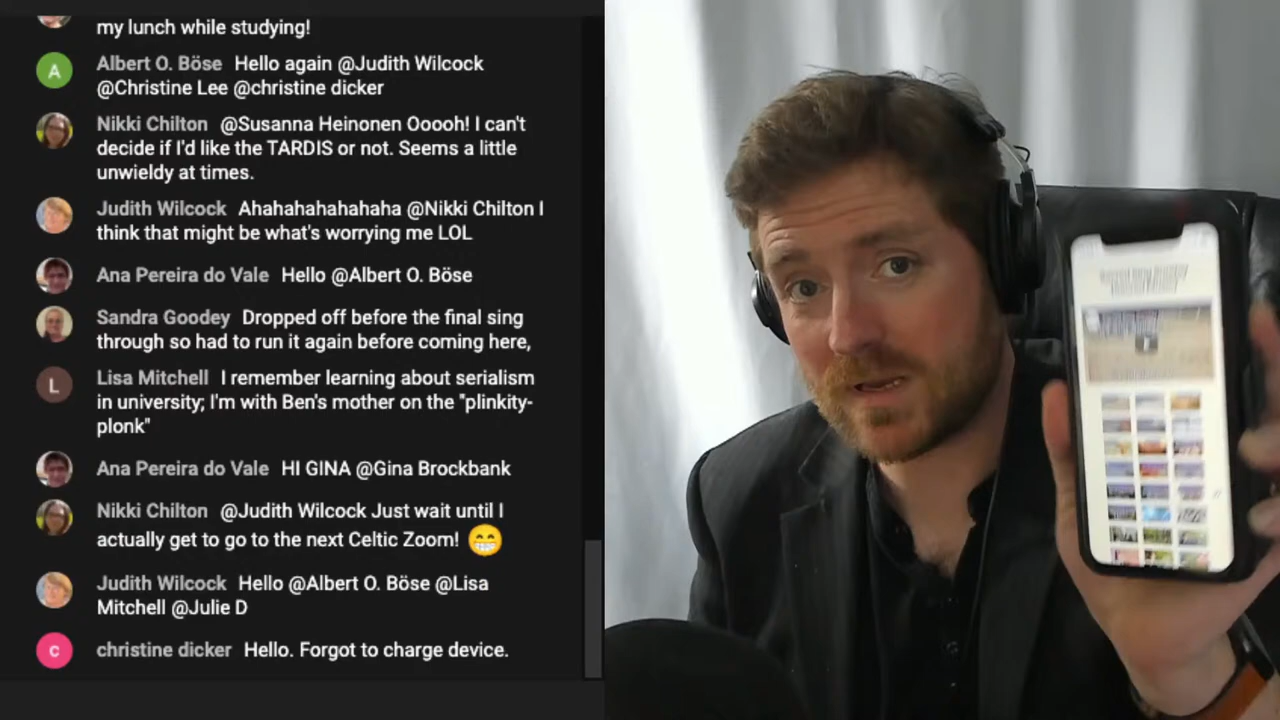 my lunch while studying!
Albert O. Böse Hello again @Judith Wilcock
@Christine Lee @christine dicker
Nikki Chilton @Susanna Heinonen Ooooh! I can't
decide if I'd like the TARDIS or not. Seems a little
unwieldy at times.
Judith Wilcock Ahahahahahahaha @Nikki Chilton I
think that might be what's worrying me LOL
Ana Pereira do Vale Hello @Albert O. Böse
Sandra Goodey Dropped off before the final sing
through so had to run it again before coming here,
Lisa Mitchell I remember learning about serialism
in university; I'm with Ben's mother on the "plinkity-
plonk"
Ana Pereira do Vale HI GINA @Gina Brockbank
Nikki Chilton @Judith Wilcock Just wait until I
actually get to go to the next Celtic Zoom! 😁
Judith Wilcock Hello @Albert O. Böse @Lisa
Mitchell @Julie D
christine dicker Hello. Forgot to charge device.
A
L
C